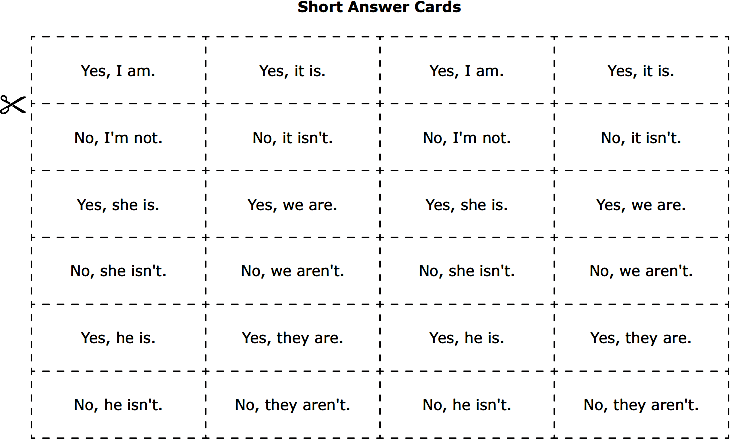 Short Answer Cards
Yes, I am. Yes, it is. Yes, I am. Yes, it is.
No, I'm not. No, it isn't. No, I'm not. No, it isn't.
Yes, she is. Yes, we are. Yes, she is. Yes, we are.
No, she isn't. No, we aren't. No, she isn't. No, we aren't.
Yes, he is. Yes, they are. Yes, he is. Yes, they are.
No, he isn't. No, they aren't. No, he isn't. No, they aren't.